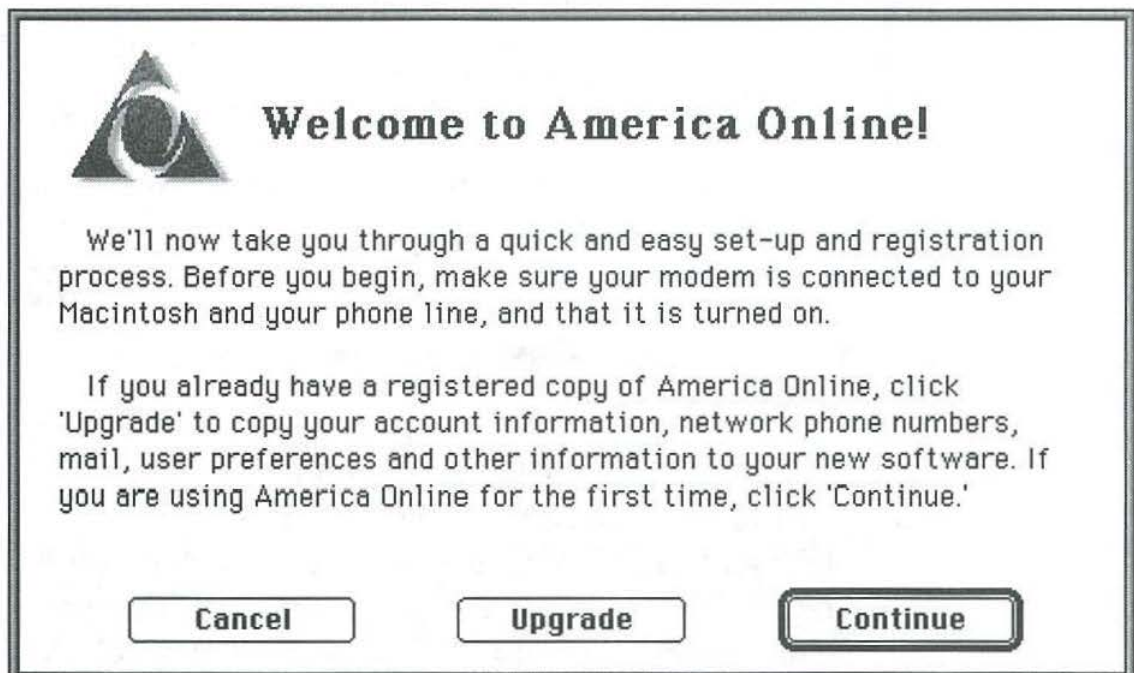 Welcome to America Online!
We'll now take you through a quick and easy set-up and registration
process. Before you begin, make sure your modem is connected to your
Macintosh and your phone line, and that it is turned on.
If you already have a registered copy of America Online, click
'Upgrade' to copy your account information, network phone numbers,
mail, user preferences and other information to your new software. If
you are using America Online for the first time, click 'Continue.'
Cancel
Upgrade
Continue